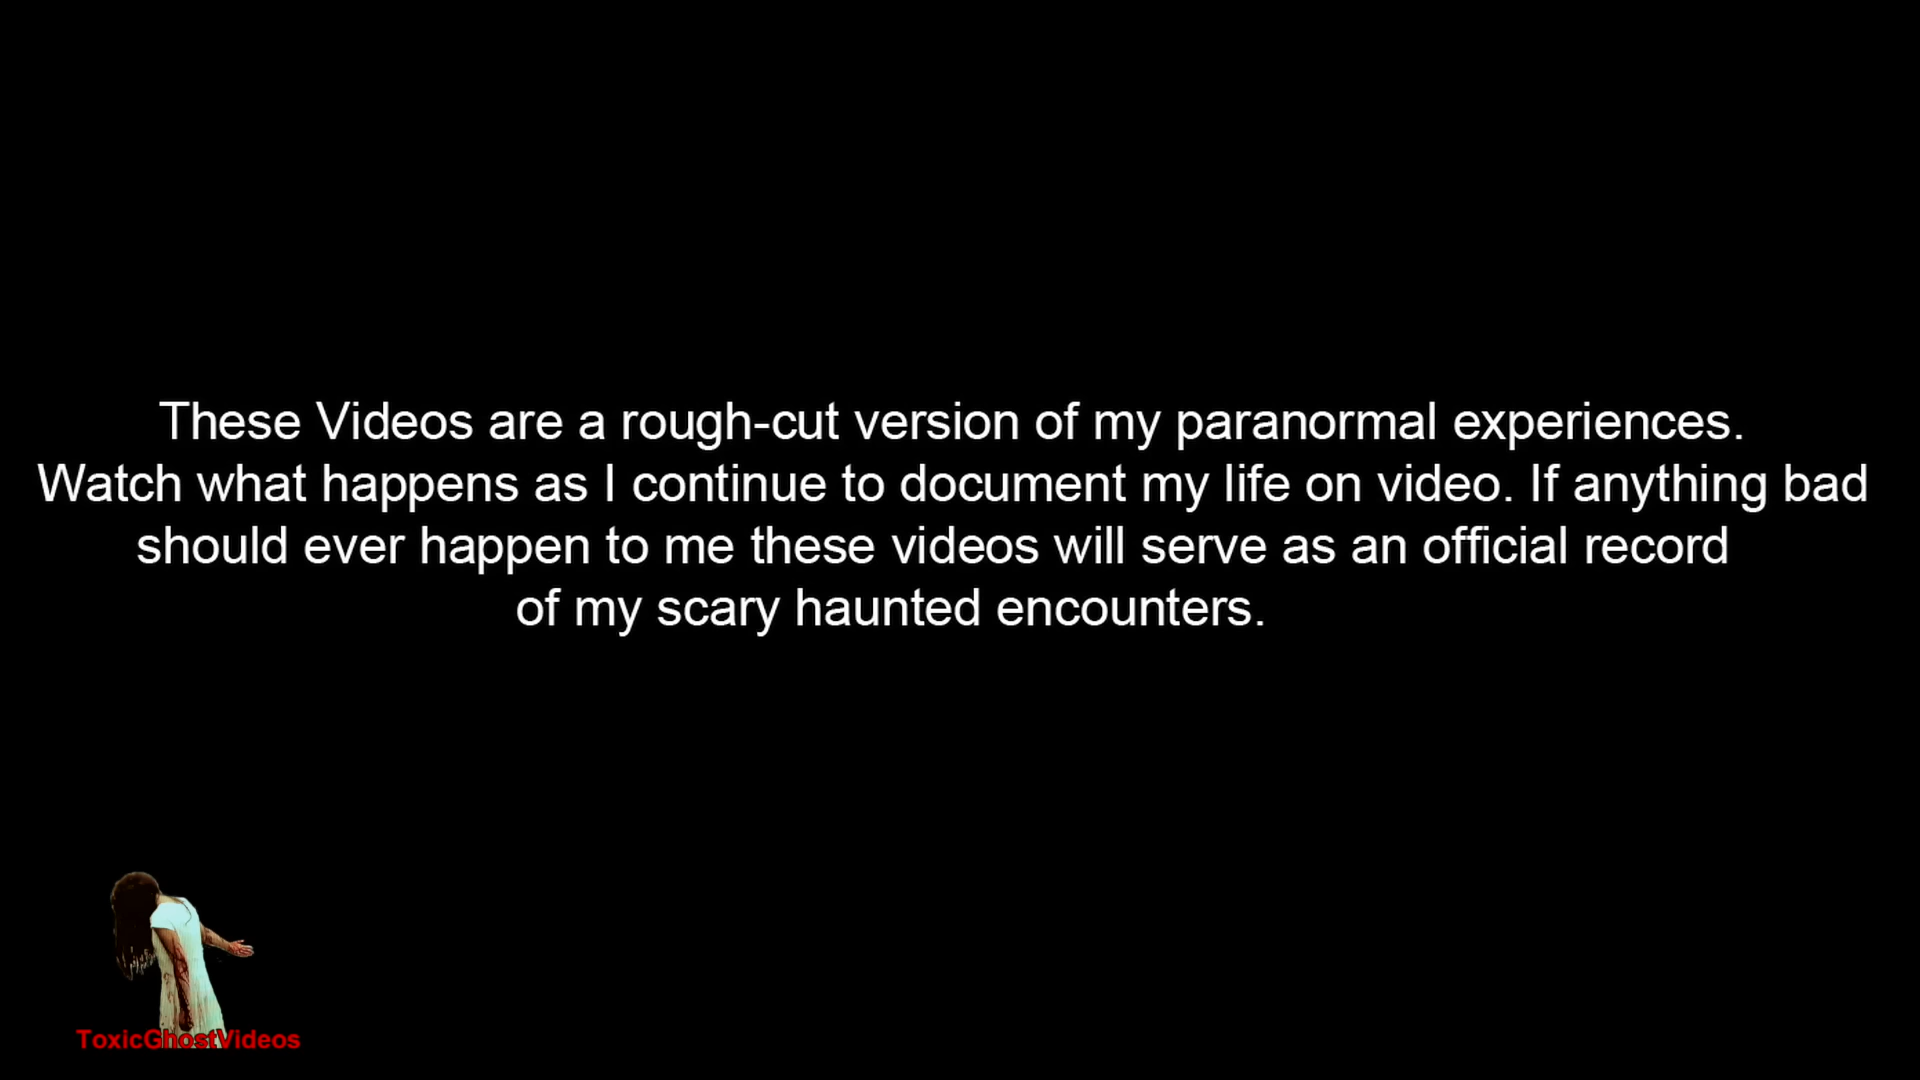 These Videos are a rough-cut version of my paranormal experiences.
Watch what happens as I continue to document my life on video. If anything bad
should ever happen to me these videos will serve as an official record
of my scary haunted encounters.
ToxicGhostVideos